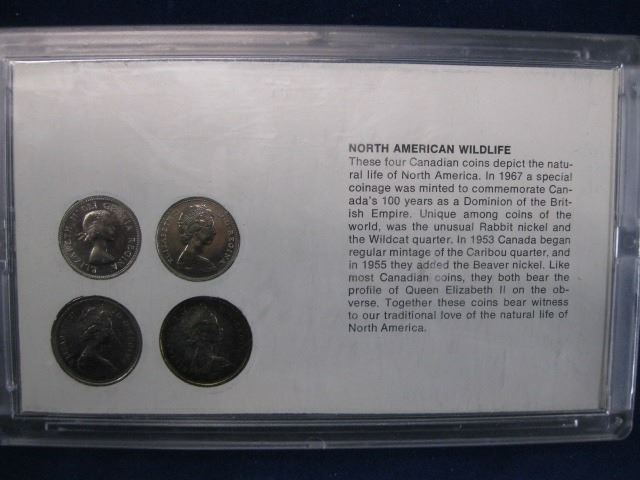 NORTH AMERICAN WILDLIFE
These four Canadian coins depict the natu-
ral life of North America. In 1967 a special
coinage was minted to commemorate Can-
ada's 100 years as a Dominion of the Brit-
ish Empire. Unique among coins of the
world, was the unusual Rabbit nickel and
the Wildcat quarter. In 1953 Canada began
regular mintage of the Caribou quarter, and
in 1955 they added the Beaver nickel. Like
most Canadian coins, they both bear the
profile of Queen Elizabeth II on the ob-
verse. Together these coins bear witness
to our traditional love of the natural life of
North America.